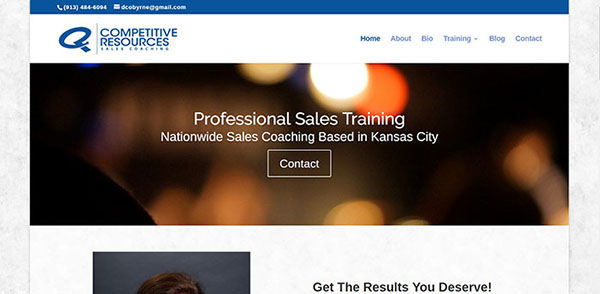 (913) 484-6094 dcobyrne@gmail.com
COMPETITIVE
RESOURCES
SALES COACHING
Home About Bio Training Blog Contact
Professional Sales Training
Nationwide Sales Coaching Based in Kansas City
Contact
Get The Results You Deserve!